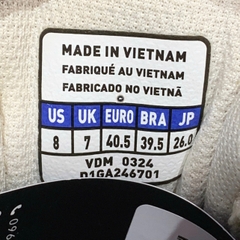 MADE IN VIETNAM
FABRIQUÉ AU VIETNAM
FABRICADO NO VIETNÃ
US UK EURO BRA JP
8 7 40.5 39.5 26.0
VDM 0324
D1GA246701
096